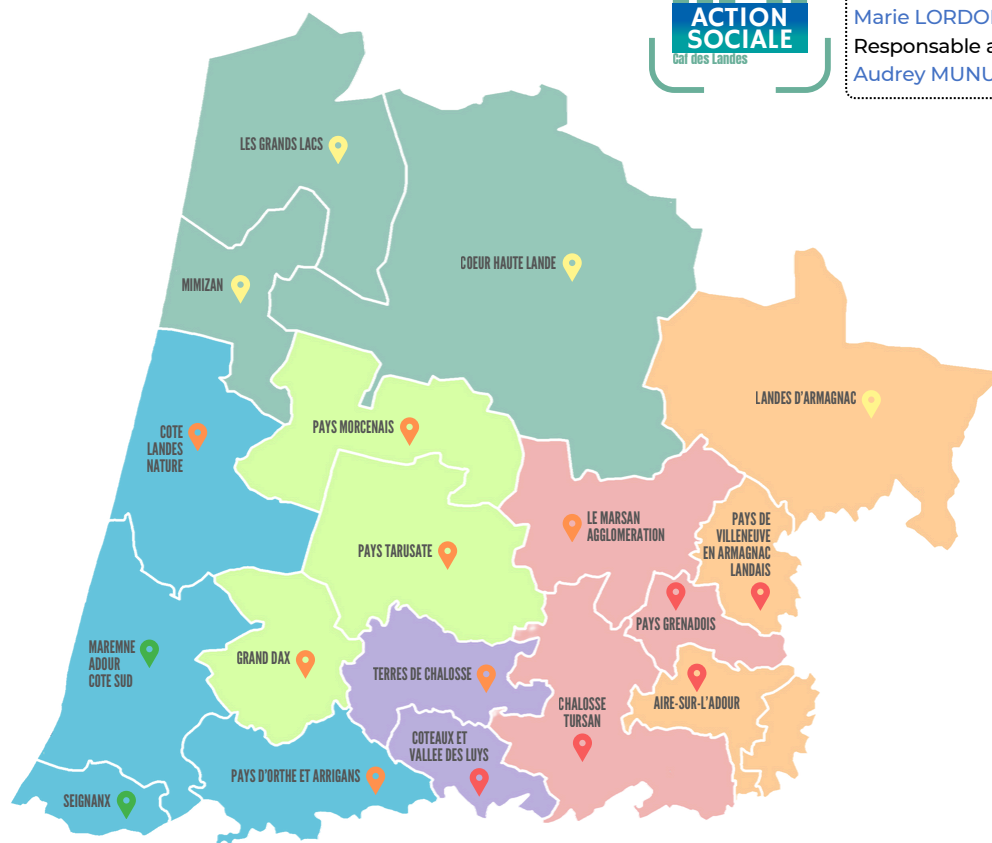 ACTION
SOCIALE
Caf des Landes
Marie
Responsable
Audrey
LES GRANDS LACS
COEUR HAUTE LANDE
MIMIZAN
LANDES D'ARMAGNAC
PAYS MORCENAIS
COTE
LANDES
NATURE
LE MARSAN
AGGLOMERATION
PAYS DE
VILLENEUVE
EN ARMAGNAC
LANDAIS
PAYS TARUSATE
PAYS GRENADOIS
MAREMNE
ADOUR
COTE SUD
GRAND DAX
TERRES DE CHALOSSE
CHALOSSE
TURSAN
AIRE-SUR-L'ADOUR
COTEAUX ET
VALLEE DES LUYS
PAYS D'ORTHE ET ARRIGANS
SEIGNANX